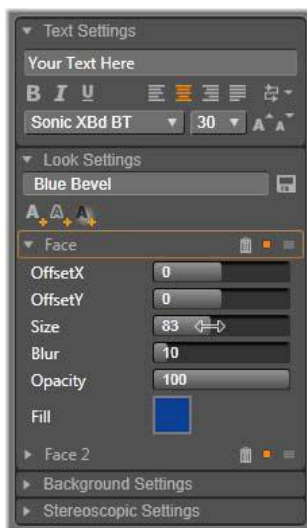 Text Settings
Your Text Here
B I U
Sonic XBd BT 30 A A
Look Settings
Blue Bevel
A A A
Face
OffsetX 0
OffsetY 0
Size 83
Blur 10
Opacity 100
Fill
Face 2
Background Settings
Stereoscopic Settings